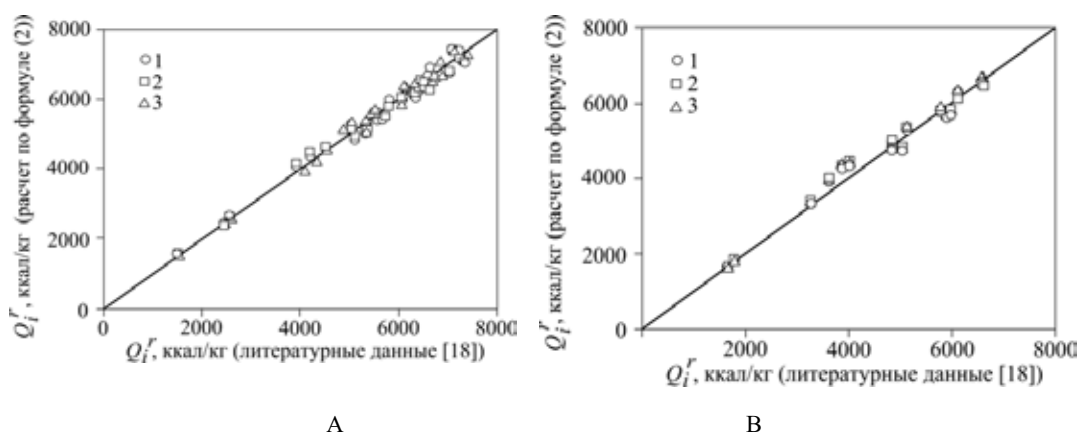 8000
6000
4000
2000
0
Q_i^r, ккал/кг (расчет по формуле (2))
1
2
3
0 2000 4000 6000 8000
Q_i^r, ккал/кг (литературные данные [18])
A
8000
6000
4000
2000
0
Q_i^r, ккал/кг (расчет по формуле (2))
1
2
3
2000 4000 6000 8000
Q_i^r, ккал/кг (литературные данные [18])
B